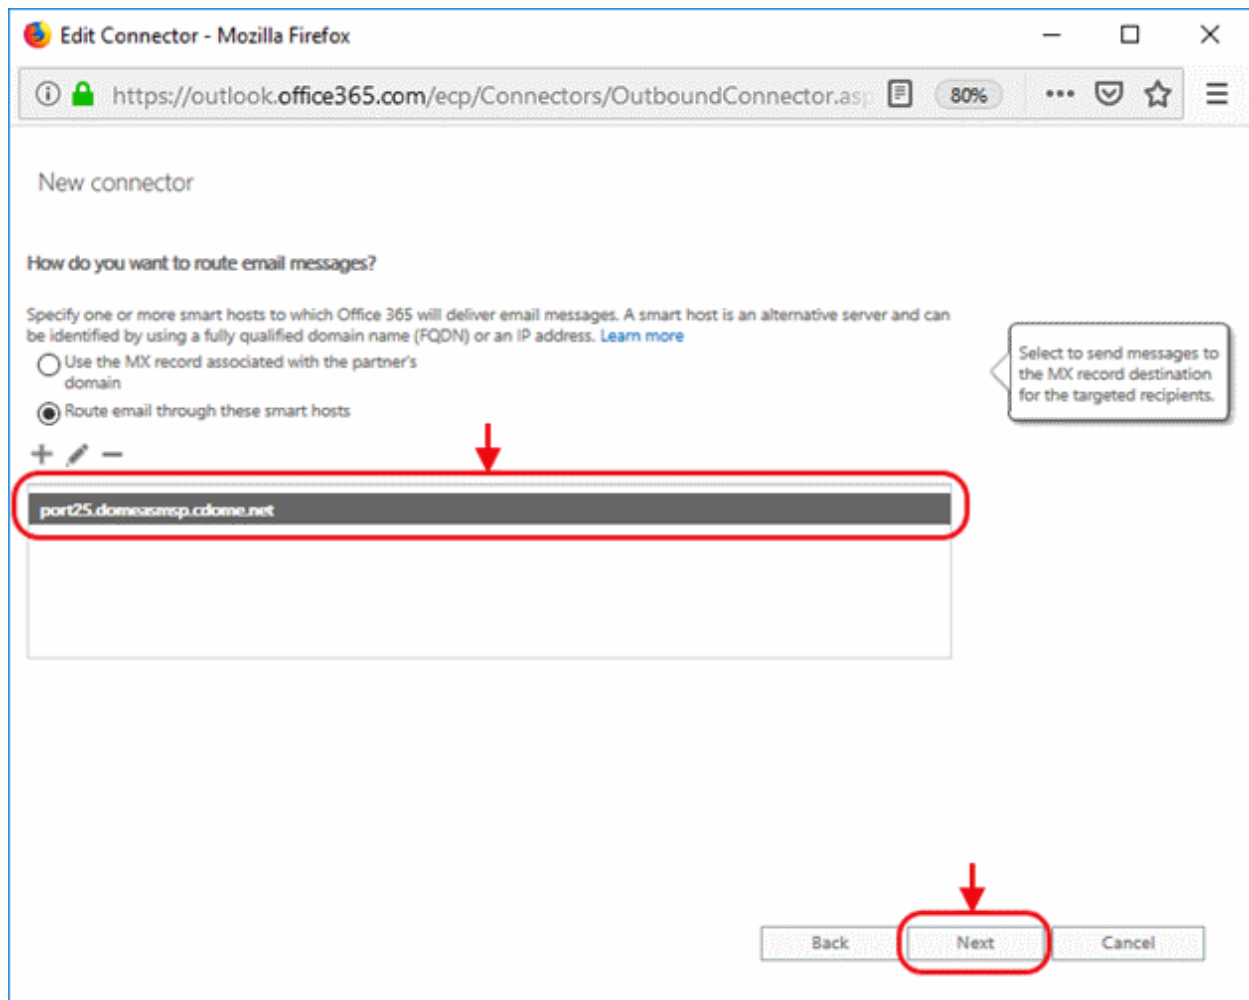 Edit Connector - Mozilla Firefox
https://outlook.office365.com/ecp/Connectors/OutboundConnector.asp
80%
New connector
How do you want to route email messages?
Specify one or more smart hosts to which Office 365 will deliver email messages. A smart host is an alternative server and can
be identified by using a fully qualified domain name (FQDN) or an IP address. Learn more
Use the MX record associated with the partner's
domain
Route email through these smart hosts
Select to send messages to
the MX record destination
for the targeted recipients.
port25.domeasmsp.cdome.net
Back
Next
Cancel